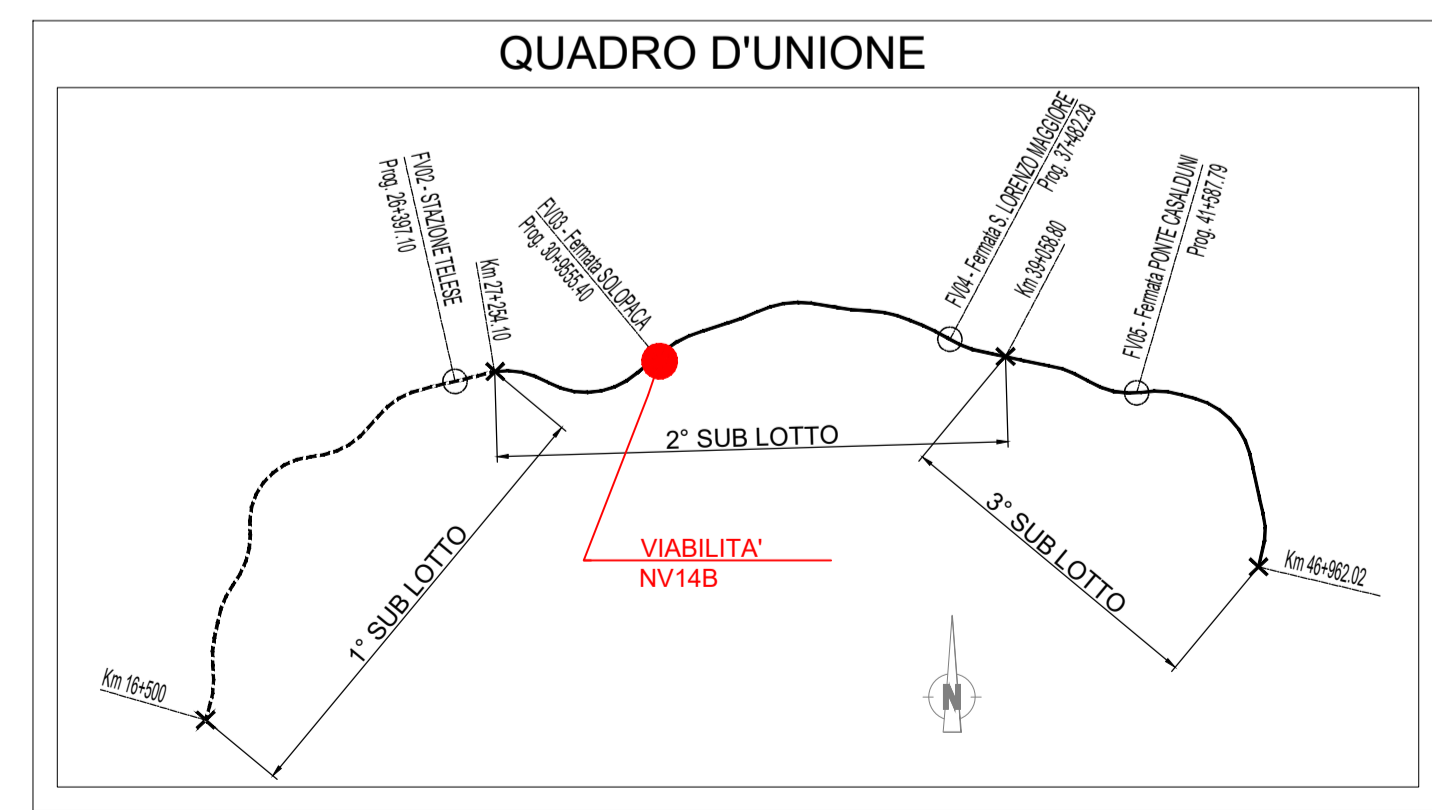 QUADRO D'UNIONE
FV02 - STAZIONE TELESE
Prog. 26+397.10
Km 27+254.10
FV03 - Fermata SOLOPACA
Prog. 30+9555.40
FV04 - Fermata S. LORENZO MAGGIORE
Prog. 37+482.29
Km 39+058.80
FV05 - Fermata PONTE CASALDUNI
Prog. 41+587.79
2° SUB LOTTO
1° SUB LOTTO
3° SUB LOTTO
VIABILITA'
NV14B
Km 46+962.02
Km 16+500
N